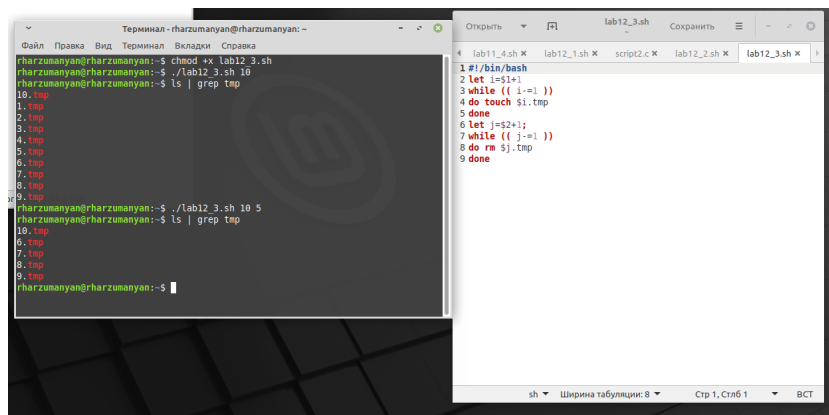 Терминал - rharzumanyan@rharzumanyan: ~
Файл Правка Вид Терминал Вкладки Справка
rharzumanyan@rharzumanyan:~$ chmod +x lab12_3.sh
rharzumanyan@rharzumanyan:~$ ./lab12_3.sh 10
rharzumanyan@rharzumanyan:~$ ls | grep tmp
10.tmp
1.tmp
2.tmp
3.tmp
4.tmp
5.tmp
6.tmp
7.tmp
8.tmp
9.tmp
rharzumanyan@rharzumanyan:~$ ./lab12_3.sh 10 5
rharzumanyan@rharzumanyan:~$ ls | grep tmp
10.tmp
6.tmp
7.tmp
8.tmp
9.tmp
rharzumanyan@rharzumanyan:~$
Открыть lab12_3.sh Сохранить
~
lab11_4.sh lab12_1.sh script2.c lab12_2.sh lab12_3.sh
1 #!/bin/bash
2 let i=$1+1
3 while (( i-=1 ))
4 do touch $i.tmp
5 done
6 let j=$2+1;
7 while (( j-=1 ))
8 do rm $j.tmp
9 done
sh Ширина табуляции: 8 Стр 1, Стлб 1 ВСТ